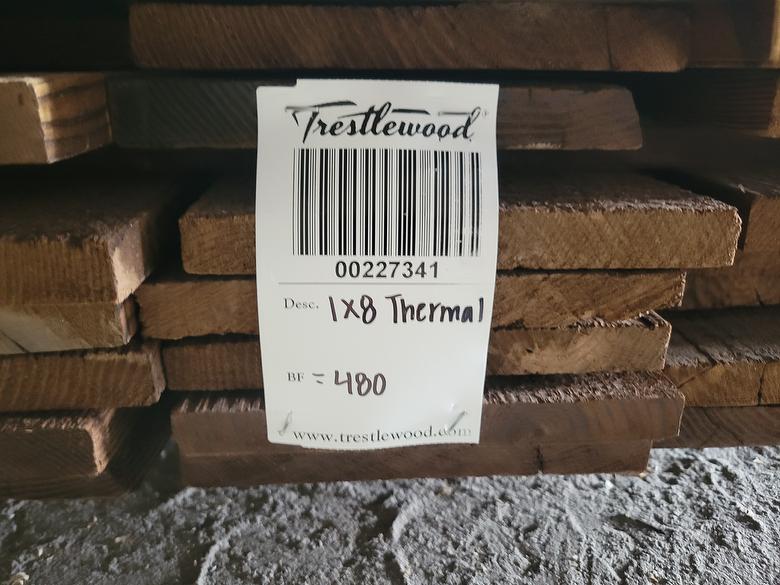 Trestlewood
00227341
Desc. 1x8 Thermal
BF = 480
www.trestlewood.com